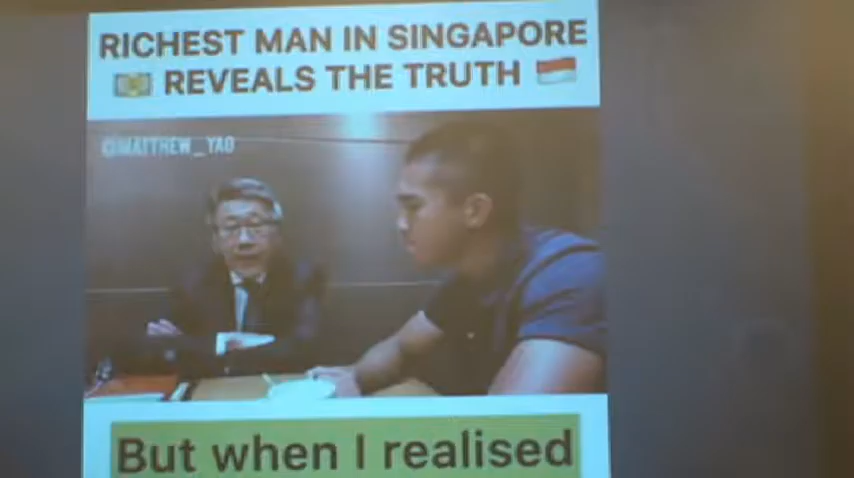 RICHEST MAN IN SINGAPORE
REVEALS THE TRUTH
@MATTHEW_YAO
But when I realised